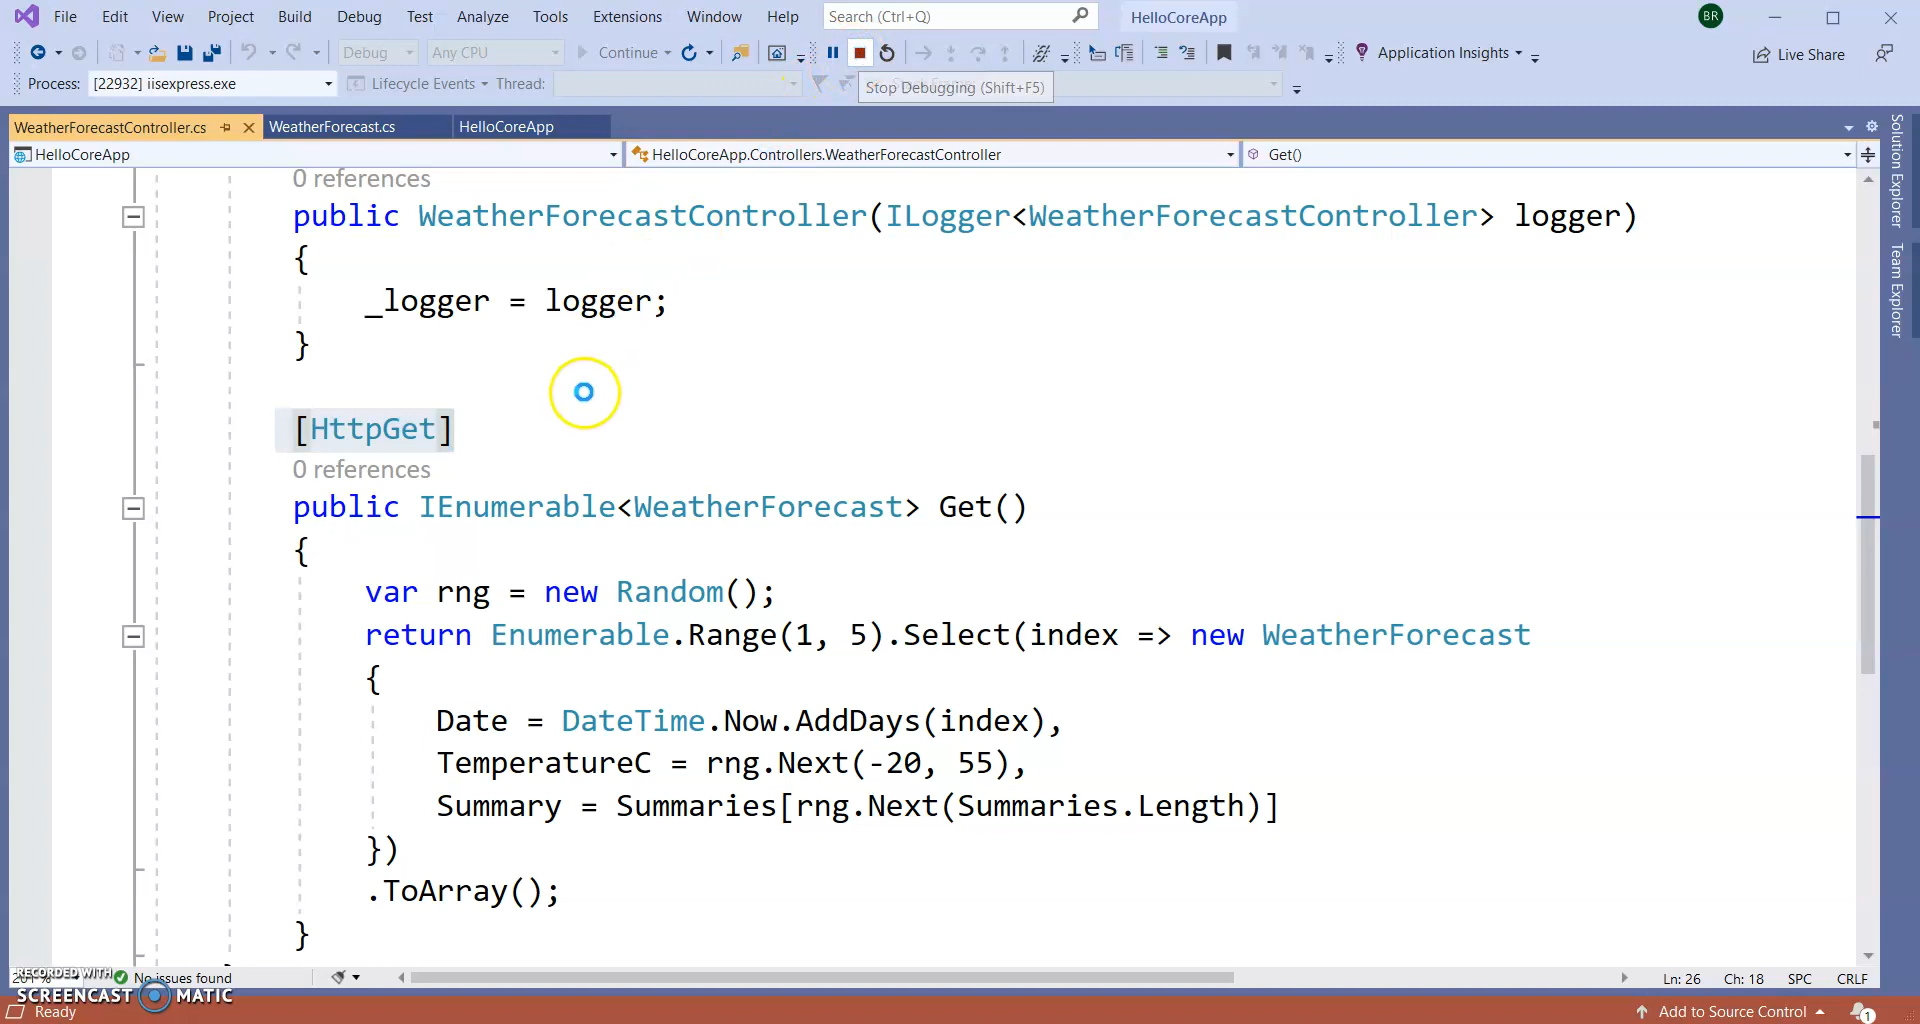 File Edit View Project Build Debug Test Analyze Tools Extensions Window Help Search (Ctrl+Q) HelloCoreApp BR
Debug Any CPU Continue Application Insights Live Share
Process: [22932] iisexpress.exe Lifecycle Events Thread: Stop Debugging (Shift+F5)
WeatherForecastController.cs WeatherForecast.cs HelloCoreApp
HelloCoreApp HelloCoreApp.Controllers.WeatherForecastController Get()
Solution Explorer
Team Explorer
0 references
public WeatherForecastController(ILogger<WeatherForecastController> logger)
{
_logger = logger;
}
[HttpGet]
0 references
public IEnumerable<WeatherForecast> Get()
{
var rng = new Random();
return Enumerable.Range(1, 5).Select(index => new WeatherForecast
{
Date = DateTime.Now.AddDays(index),
TemperatureC = rng.Next(-20, 55),
Summary = Summaries[rng.Next(Summaries.Length)]
})
.ToArray();
}
RECORDED WITH
No issues found Ln: 26 Ch: 18 SPC CRLF
SCREENCAST MATIC
Ready Add to Source Control 1